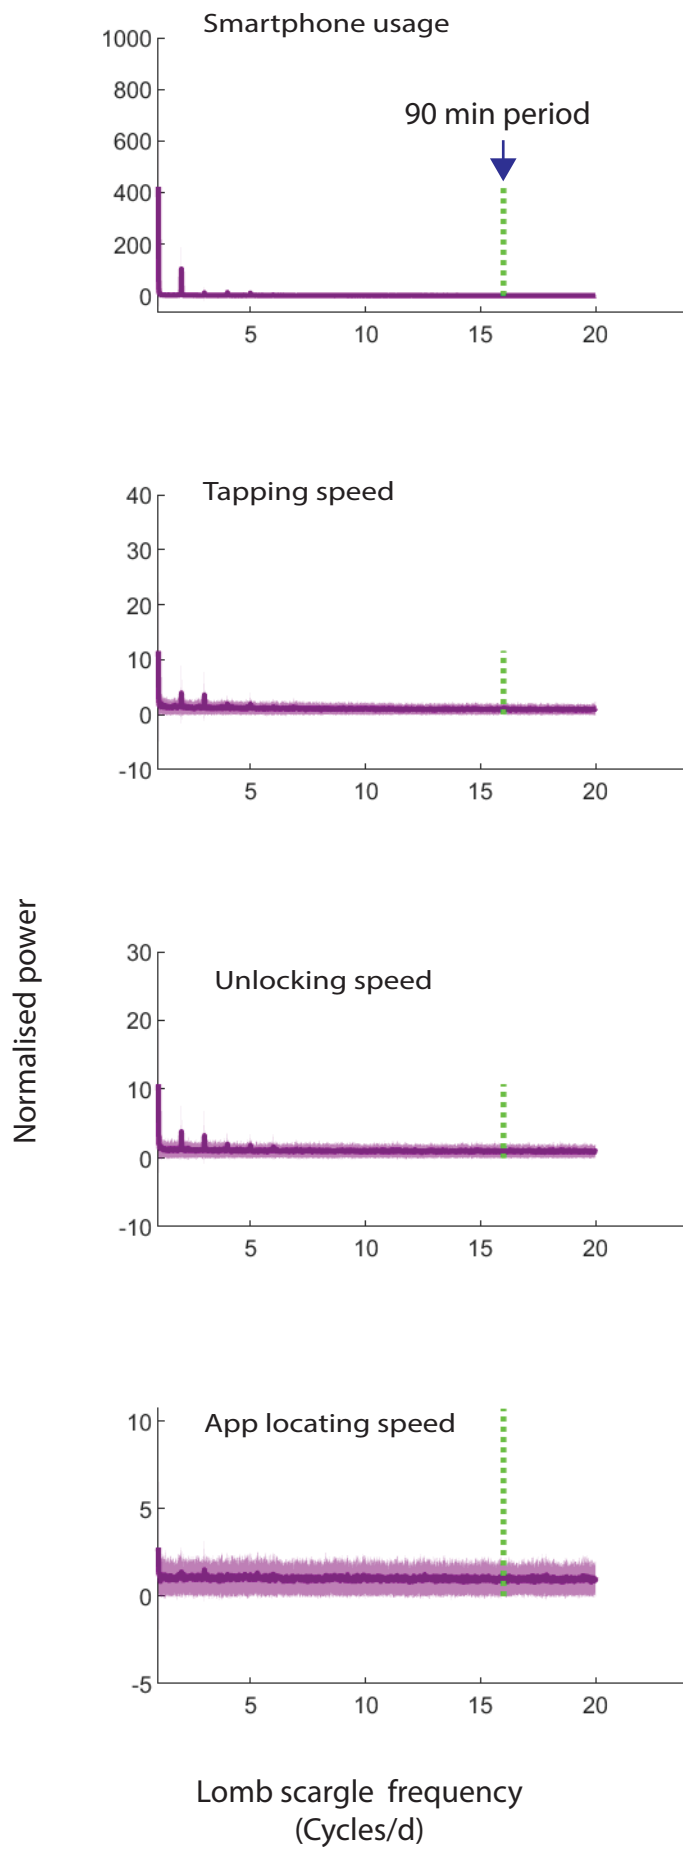 Smartphone usage
1000
800
600
400
200
0
90 min period
5 10 15 20
Tapping speed
40
30
20
10
0
-10
5 10 15 20
Normalised power
Unlocking speed
30
20
10
0
-10
5 10 15 20
App locating speed
10
5
0
-5
5 10 15 20
Lomb scargle frequency
(Cycles/d)